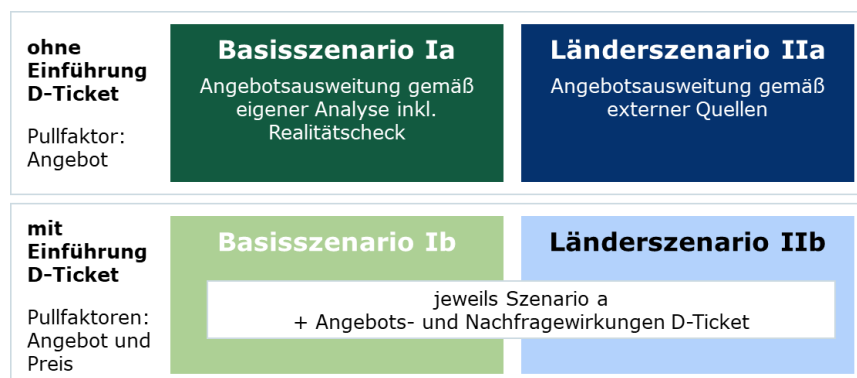 ohne
Einführung
D-Ticket
Pullfaktor:
Angebot
Basisszenario Ia
Angebotsausweitung gemäß
eigener Analyse inkl.
Realitätscheck
Länderszenario IIa
Angebotsausweitung gemäß
externer Quellen
mit
Einführung
D-Ticket
Pullfaktoren:
Angebot und
Preis
Basisszenario Ib
Länderszenario IIb
jeweils Szenario a
+ Angebots- und Nachfragewirkungen D-Ticket